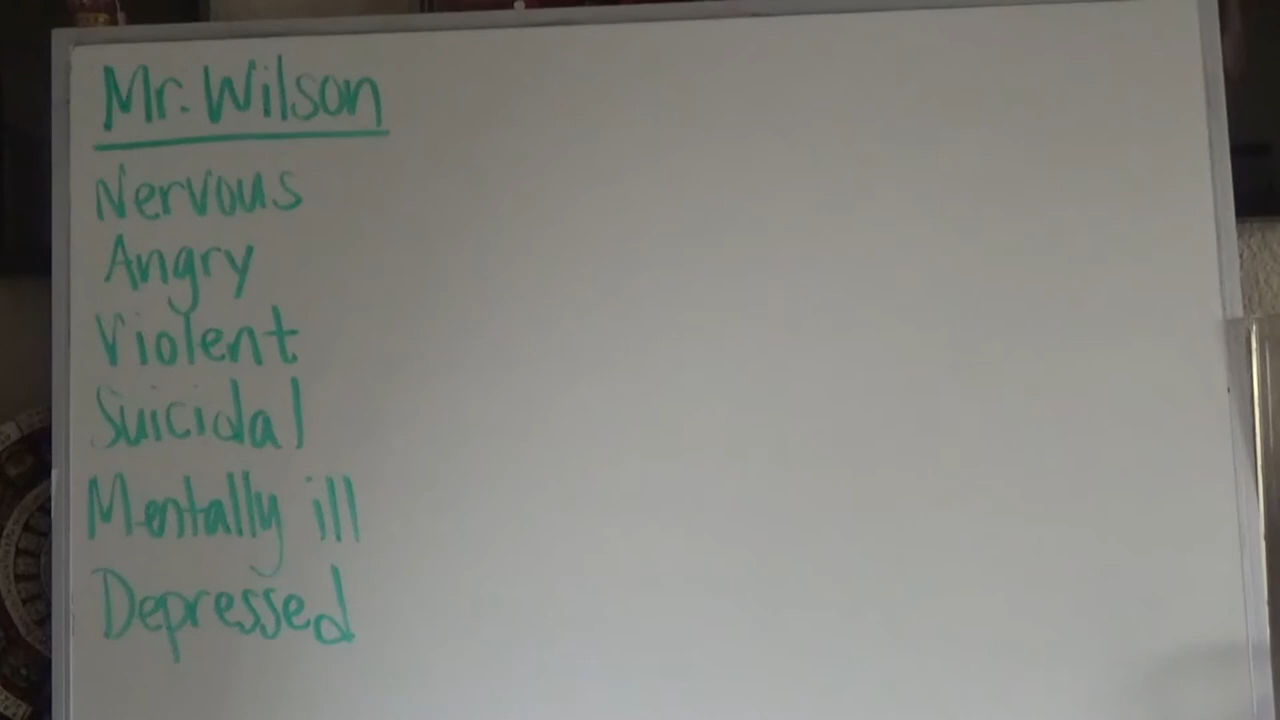 Mr. Wilson
Nervous
Angry
Violent
Suicidal
Mentally ill
Depressed